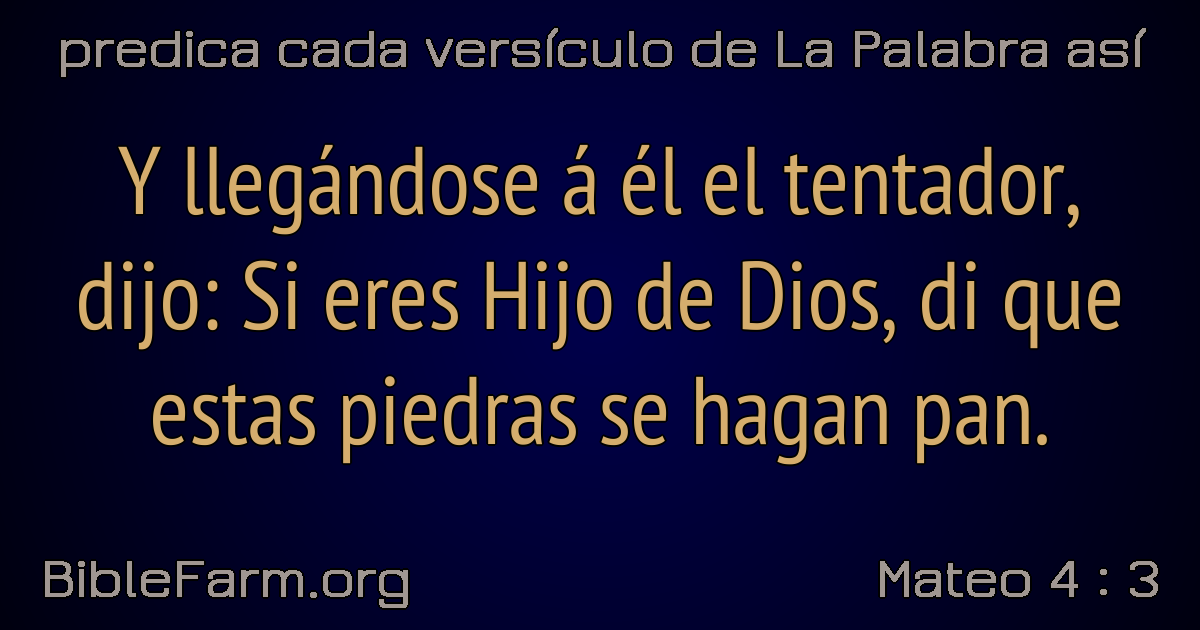 predica cada versículo de La Palabra así
Y llegándose á él el tentador,
dijo: Si eres Hijo de Dios, di que
estas piedras se hagan pan.
BibleFarm.org
Mateo 4 : 3